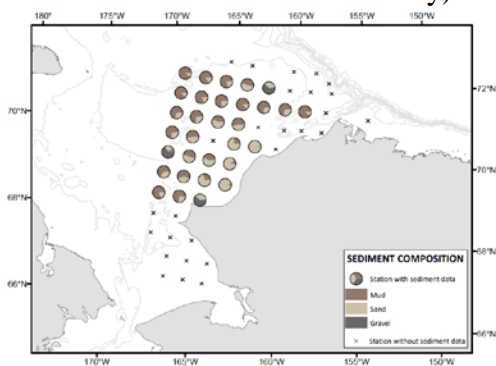 180° 175°W 170°W 165°W 160°W 155°W 150°W
72°N
70°N
70°N
68°N
68°N
66°N
66°N
SEDIMENT COMPOSITION
Station with sediment data
Mud
Sand
Gravel
Station without sediment data
170°W 165°W 160°W 155°W 150°W